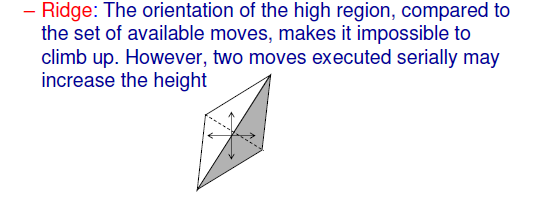 – Ridge: The orientation of the high region, compared to
the set of available moves, makes it impossible to
climb up. However, two moves executed serially may
increase the height